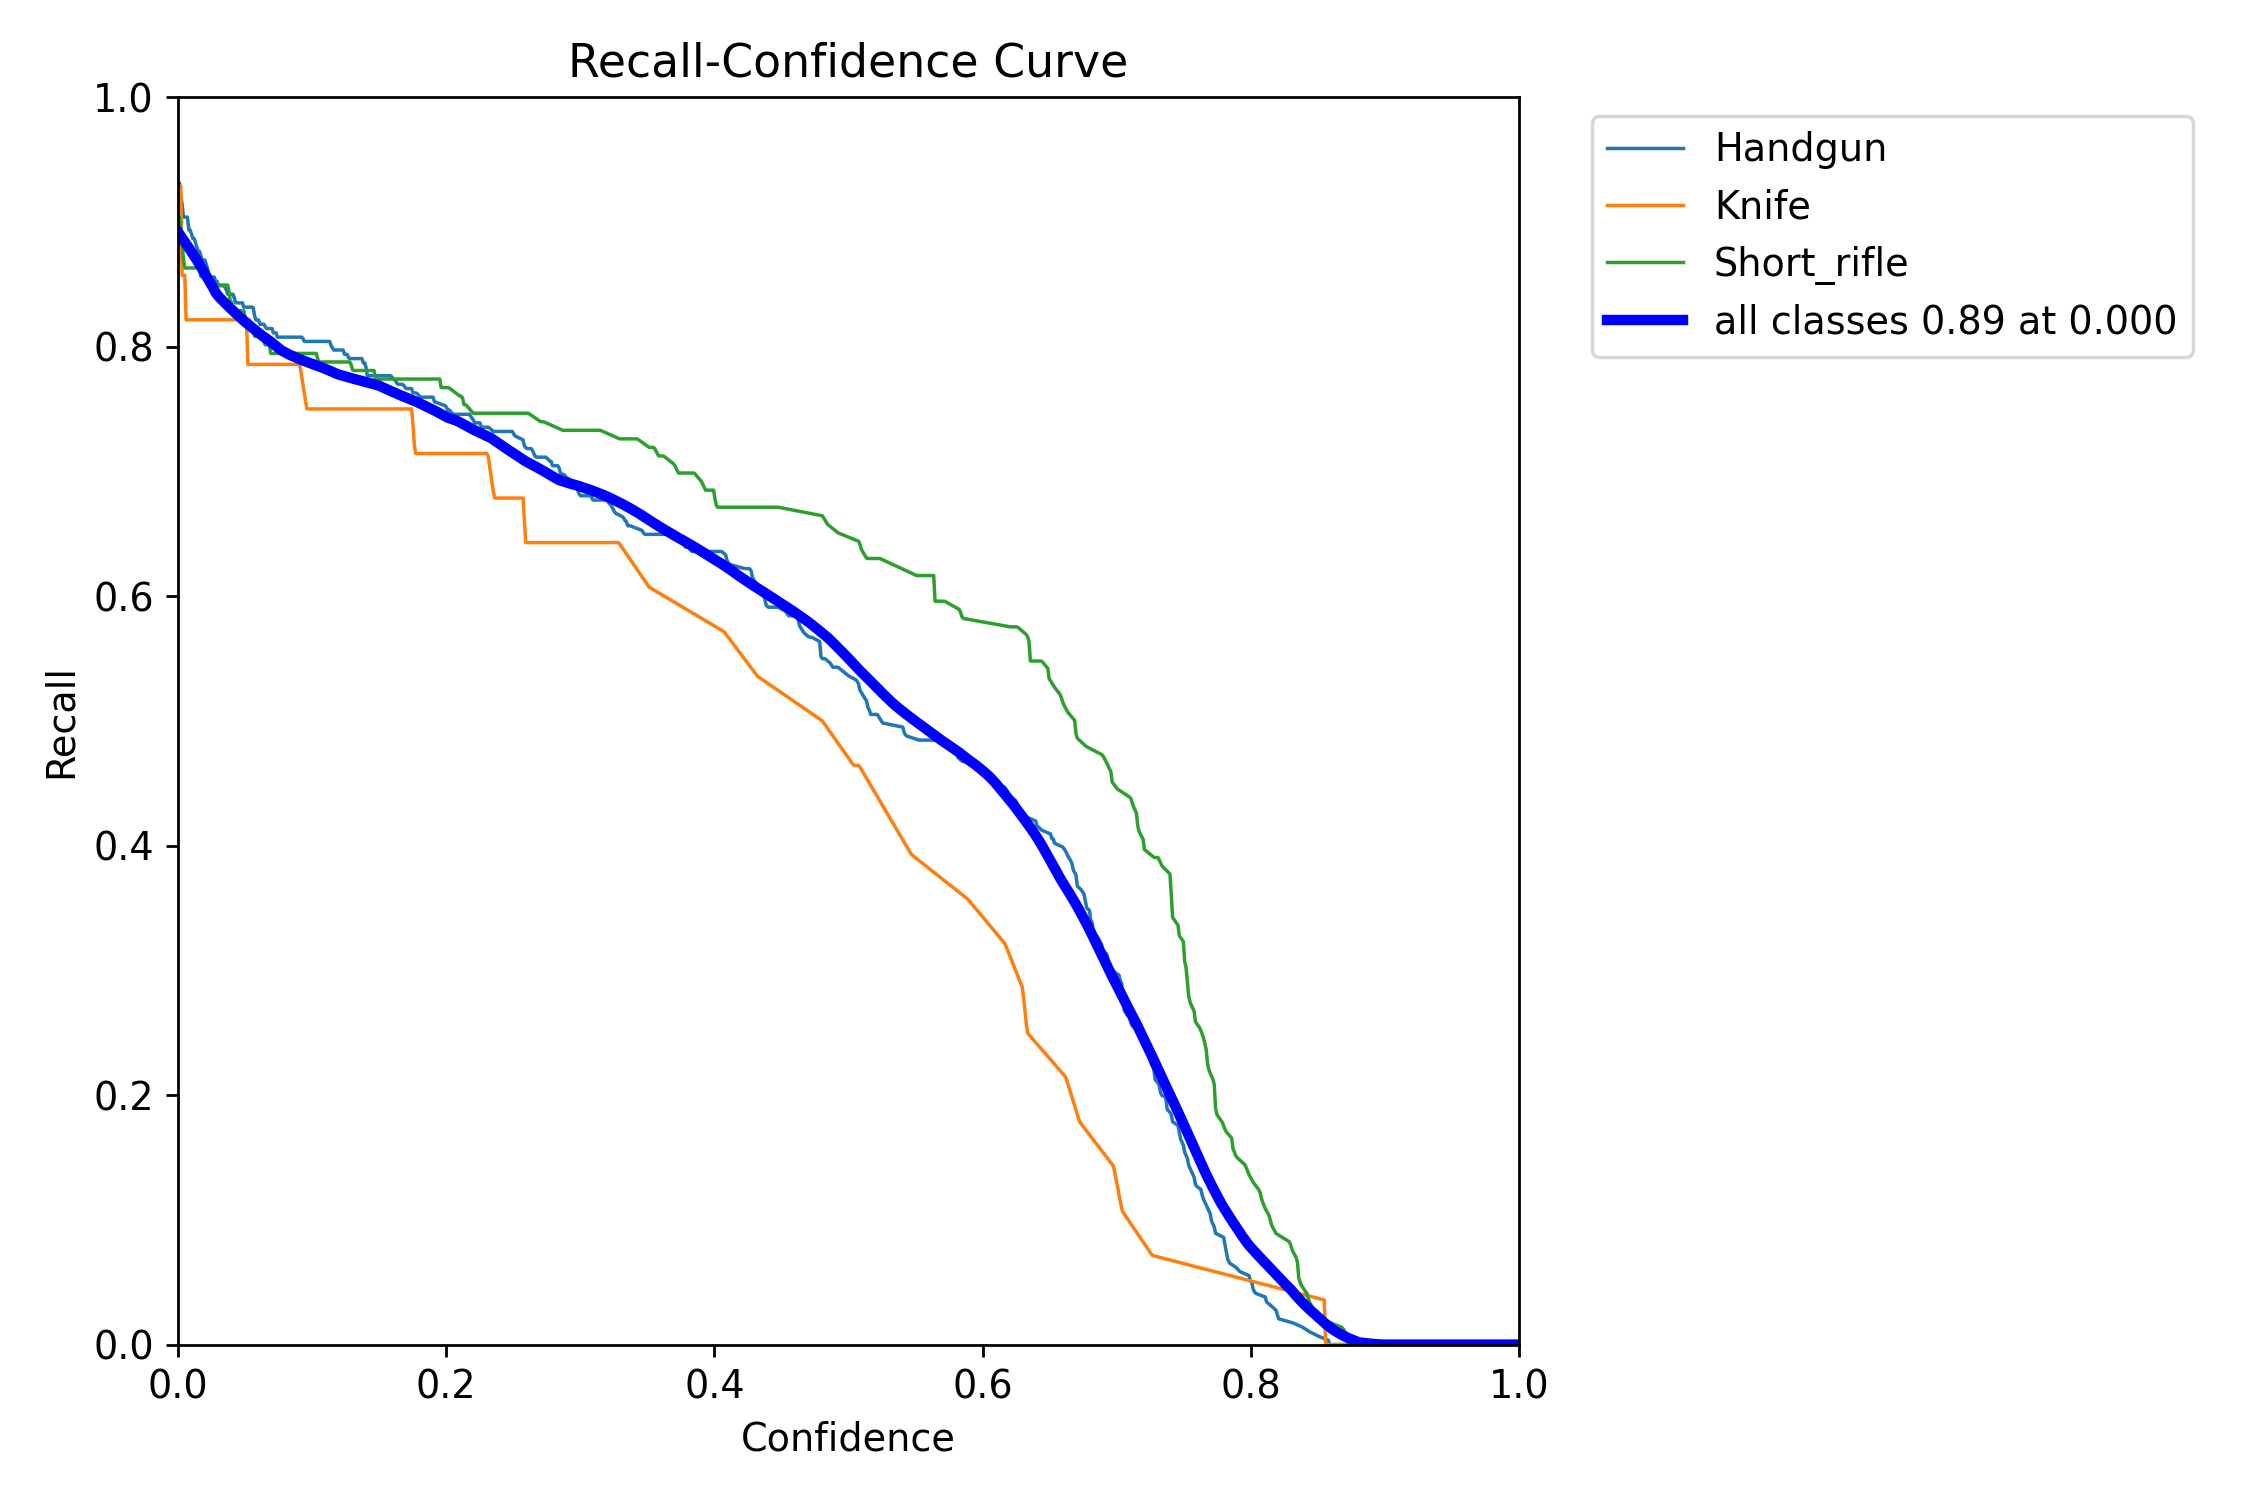 Recall-Confidence Curve
1.0
0.8
0.6
0.4
0.2
0.0
Recall
0.0 0.2 0.4 0.6 0.8 1.0
Confidence
Handgun
Knife
Short_rifle
all classes 0.89 at 0.000